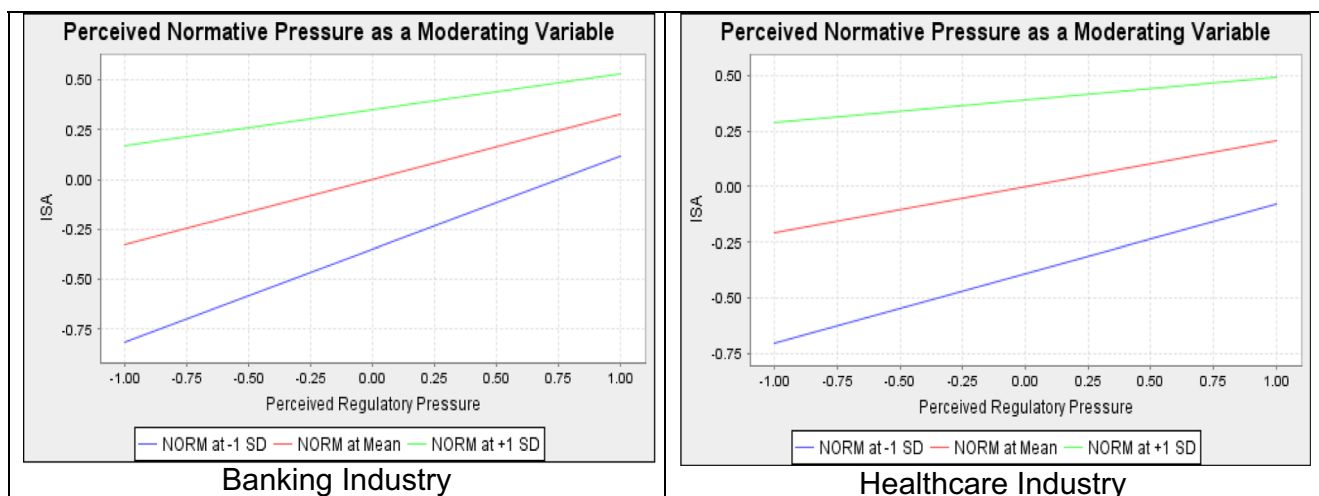 Perceived Normative Pressure as a Moderating Variable
0.50
0.25
0.00
-0.25
-0.50
-0.75
ISA
-1.00 -0.75 -0.50 -0.25 0.00 0.25 0.50 0.75 1.00
Perceived Regulatory Pressure
NORM at -1 SD NORM at Mean NORM at +1 SD
Banking Industry
Perceived Normative Pressure as a Moderating Variable
0.50
0.25
0.00
-0.25
-0.50
-0.75
ISA
-1.00 -0.75 -0.50 -0.25 0.00 0.25 0.50 0.75 1.00
Perceived Regulatory Pressure
NORM at -1 SD NORM at Mean NORM at +1 SD
Healthcare Industry